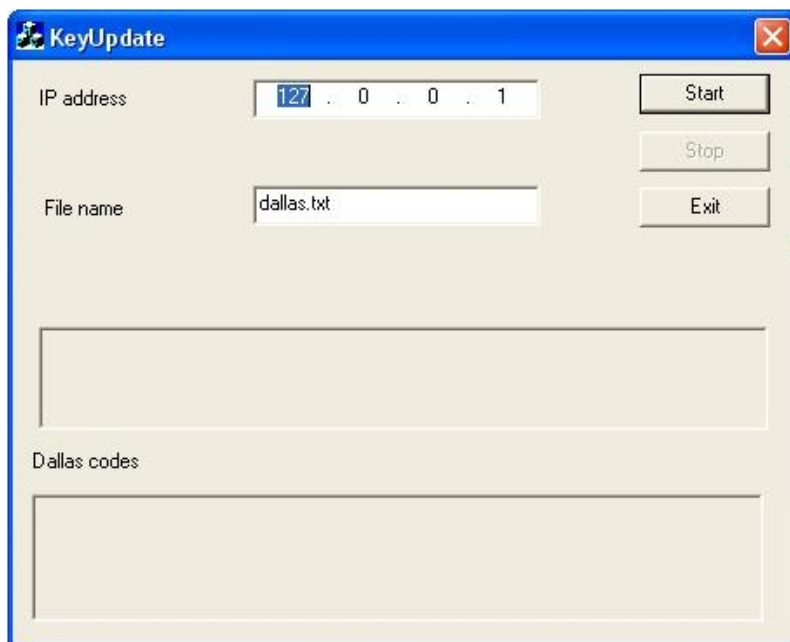 KeyUpdate
IP address 127 . 0 . 0 . 1 Start
Stop
File name dallas.txt Exit
Dallas codes